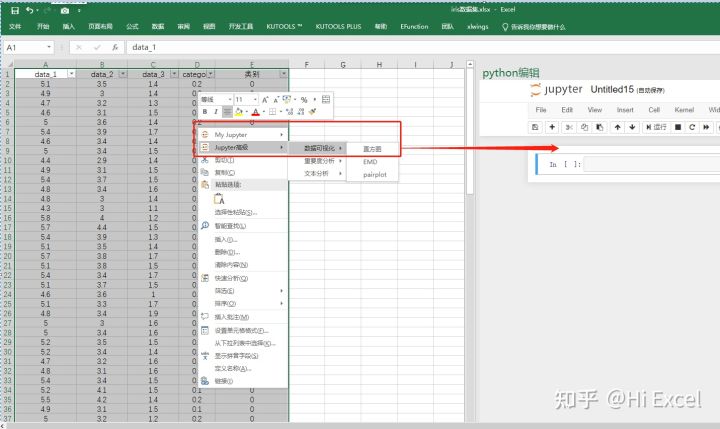 iris数据集.xlsx - Excel
文件 开始 插入 页面布局 公式 数据 审阅 视图 开发工具 KUTOOLS ™ KUTOOLS PLUS 帮助 EFunction 团队 xlwings 告诉我你想要做什么
A1 data_1
A B C D E F G H I J
1 data_1 data_2 data_3 catego 类别
2 5.1 3.5 1.4 0.2 0
3 4.9 3 1.4 0.2 0
4 4.7 3.2 1.3 0
5 4.6 3.1 1.5
6 5 3.6 1.4 0.2 0
7 5.4 3.9 1.7
8 4.6 3.4 1.4
9 5 3.4 1.5
10 4.4 2.9 1.4
11 4.9 3.1 1.5
12 5.4 3.7 1.5
13 4.8 3.4 1.6
14 4.8 3 1.4
15 4.3 3 1.1
16 5.8 4 1.2
17 5.7 4.4 1.5
18 5.4 3.9 1.3
19 5.1 3.5 1.4
20 5.7 3.8 1.7
21 5.1 3.8 1.5
22 5.4 3.4 1.7
23 5.1 3.7 1.5
24 4.6 3.6 1
25 5.1 3.3 1.7
26 4.8 3.4 1.9
27 5 3 1.6
28 5 3.4 1.6
29 5.2 3.5 1.5
30 5.2 3.4 1.4
31 4.7 3.2 1.6
32 4.8 3.1 1.6
33 5.4 3.4 1.5
34 5.2 4.1 1.5 0.1 0
35 5.5 4.2 1.4 0.2 0
36 4.9 3.1 1.5 0.2 0
37 5 3.2 1.2 0.2 0
等线 11
B I
My Jupyter
Jupyter高级
剪切(T)
复制(C)
粘贴选项:
选择性粘贴(S)...
智能查找(L)
插入(I)...
删除(D)...
清除内容(N)
快速分析(Q)
筛选(E)
排序(O)
插入批注(M)
设置单元格格式(F)...
从下拉列表中选择(K)...
显示拼音字段(S)
定义名称(A)...
链接(I)
数据可视化
重要度分析
文本分析
直方图
EMD
pairplot
python编辑
jupyter Untitled15 (自动保存)
File Edit View Insert Cell Kernel
运行
In [ ]:
知乎 @Hi Excel